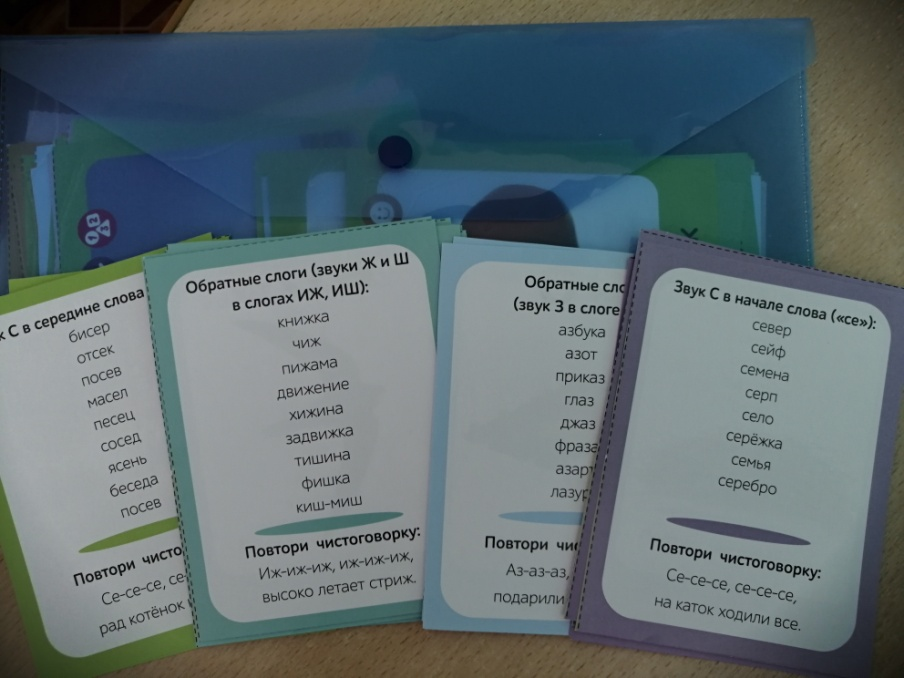 С в середине слова
бисер
отсек
посев
масел
песец
сосед
ясень
беседа
посев
Повтори чисто
Се-се-се, се-
рад котёнок
Обратные слоги (звуки Ж и Ш
в слогах ИЖ, ИШ):
книжка
чиж
пижама
движение
хижина
задвижка
тишина
фишка
киш-миш
Повтори чистоговорку:
Иж-иж-иж, иж-иж-иж,
высоко летает стриж.
Обратные сло
(звук З в слоге
азбука
азот
приказ
глаз
джаз
фраза
азарт
лазур
Повтори чис
Аз-аз-аз,
подарили
Звук С в начале слова («се»):
север
сейф
семена
серп
село
серёжка
семья
серебро
Повтори чистоговорку:
Се-се-се, се-се-се,
на каток ходили все.